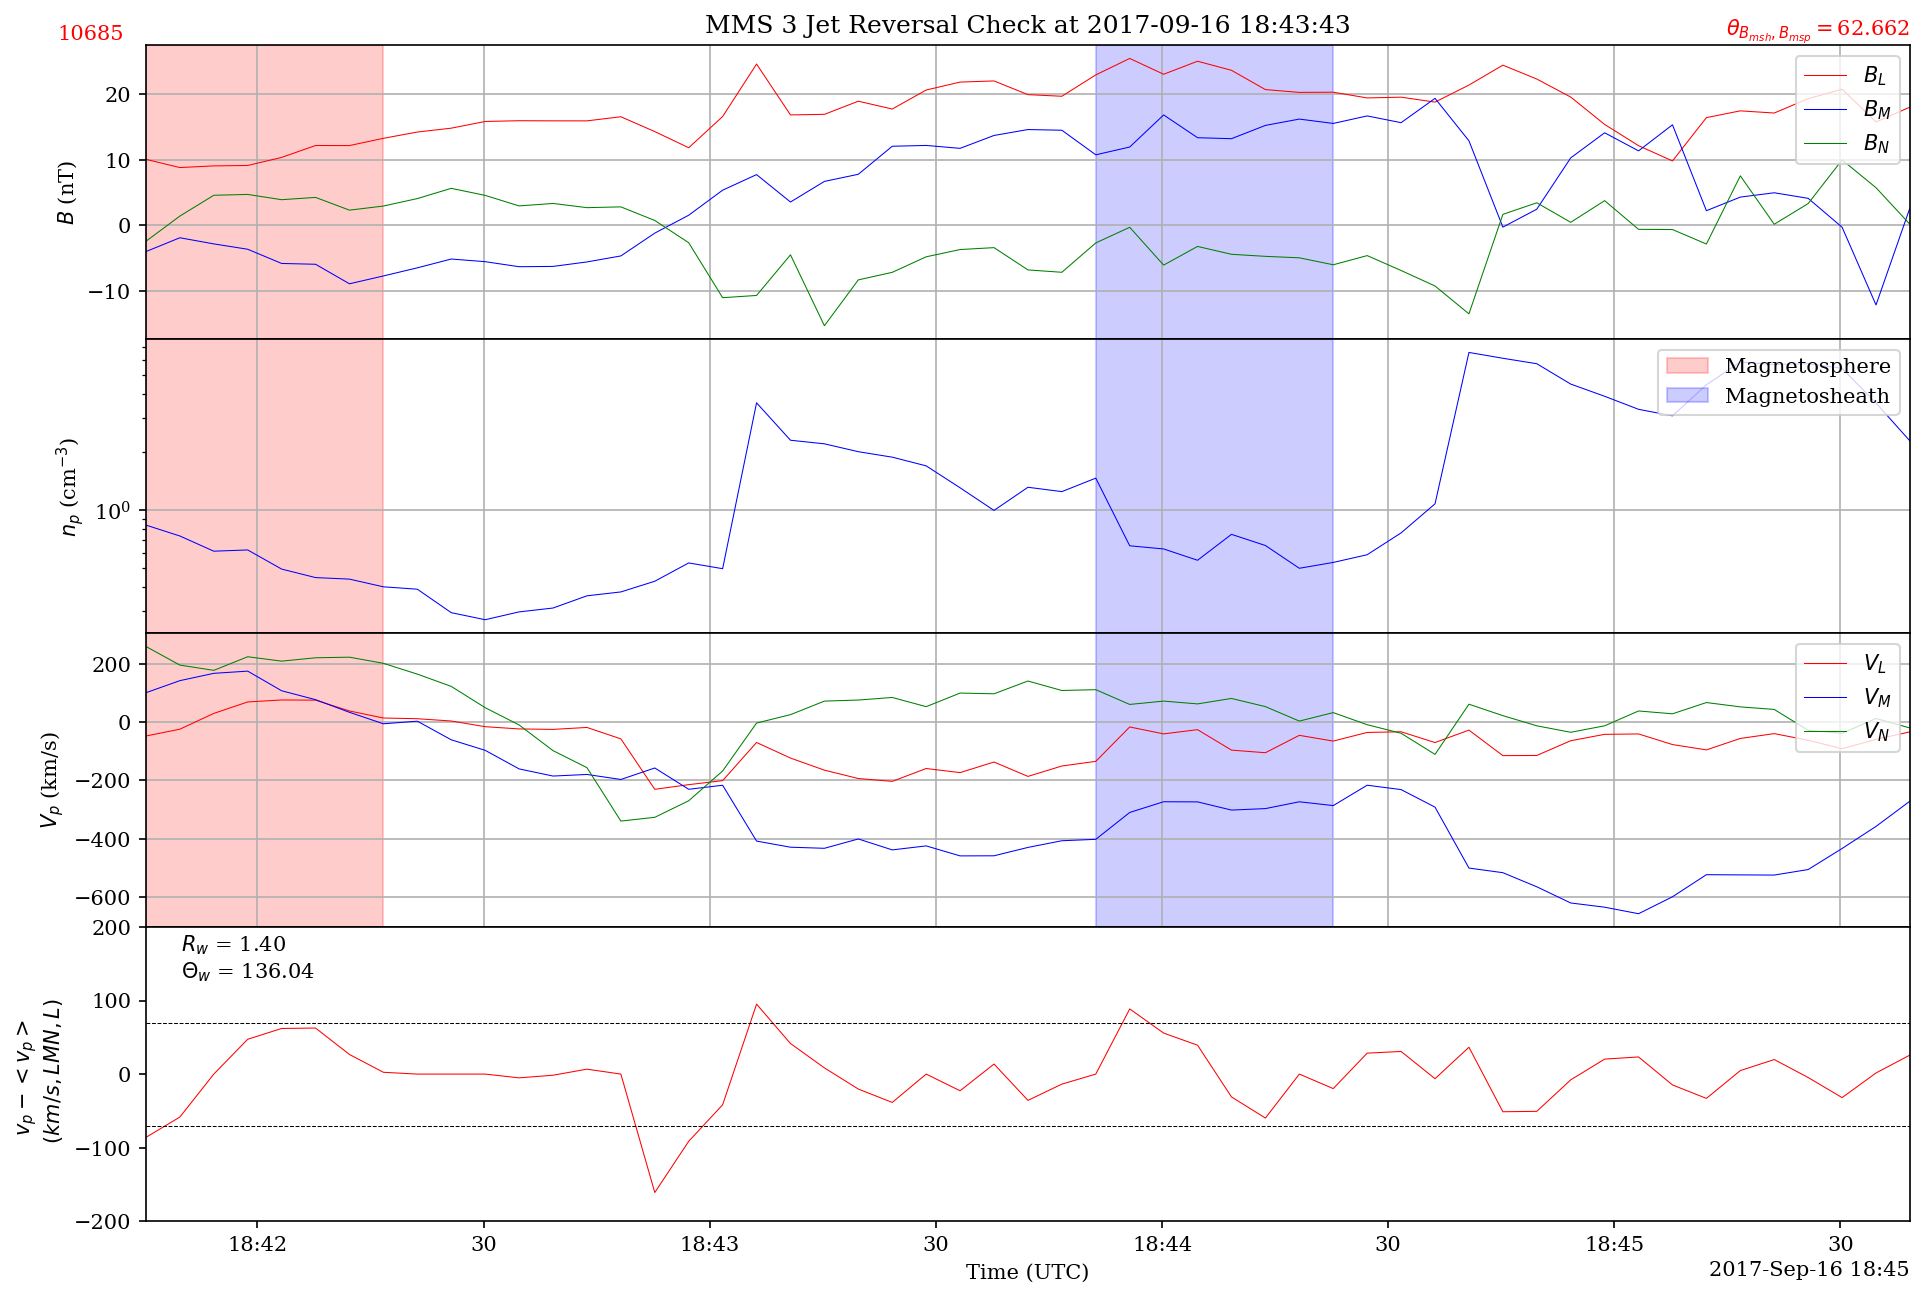 10685
MMS 3 Jet Reversal Check at 2017-09-16 18:43:43
θ_{B_{msh}, B_{msp}} = 62.662
20
10
0
−10
B (nT)
B_L
B_M
B_N
10^0
n_p (cm^{−3})
Magnetosphere
Magnetosheath
200
0
−200
−400
−600
V_p (km/s)
V_L
V_M
V_N
200
100
0
−100
−200
v_p − < v_p >
(km/s, LMN, L)
R_w = 1.40
Θ_w = 136.04
18:42
30
18:43
30
18:44
30
18:45
30
Time (UTC)
2017-Sep-16 18:45